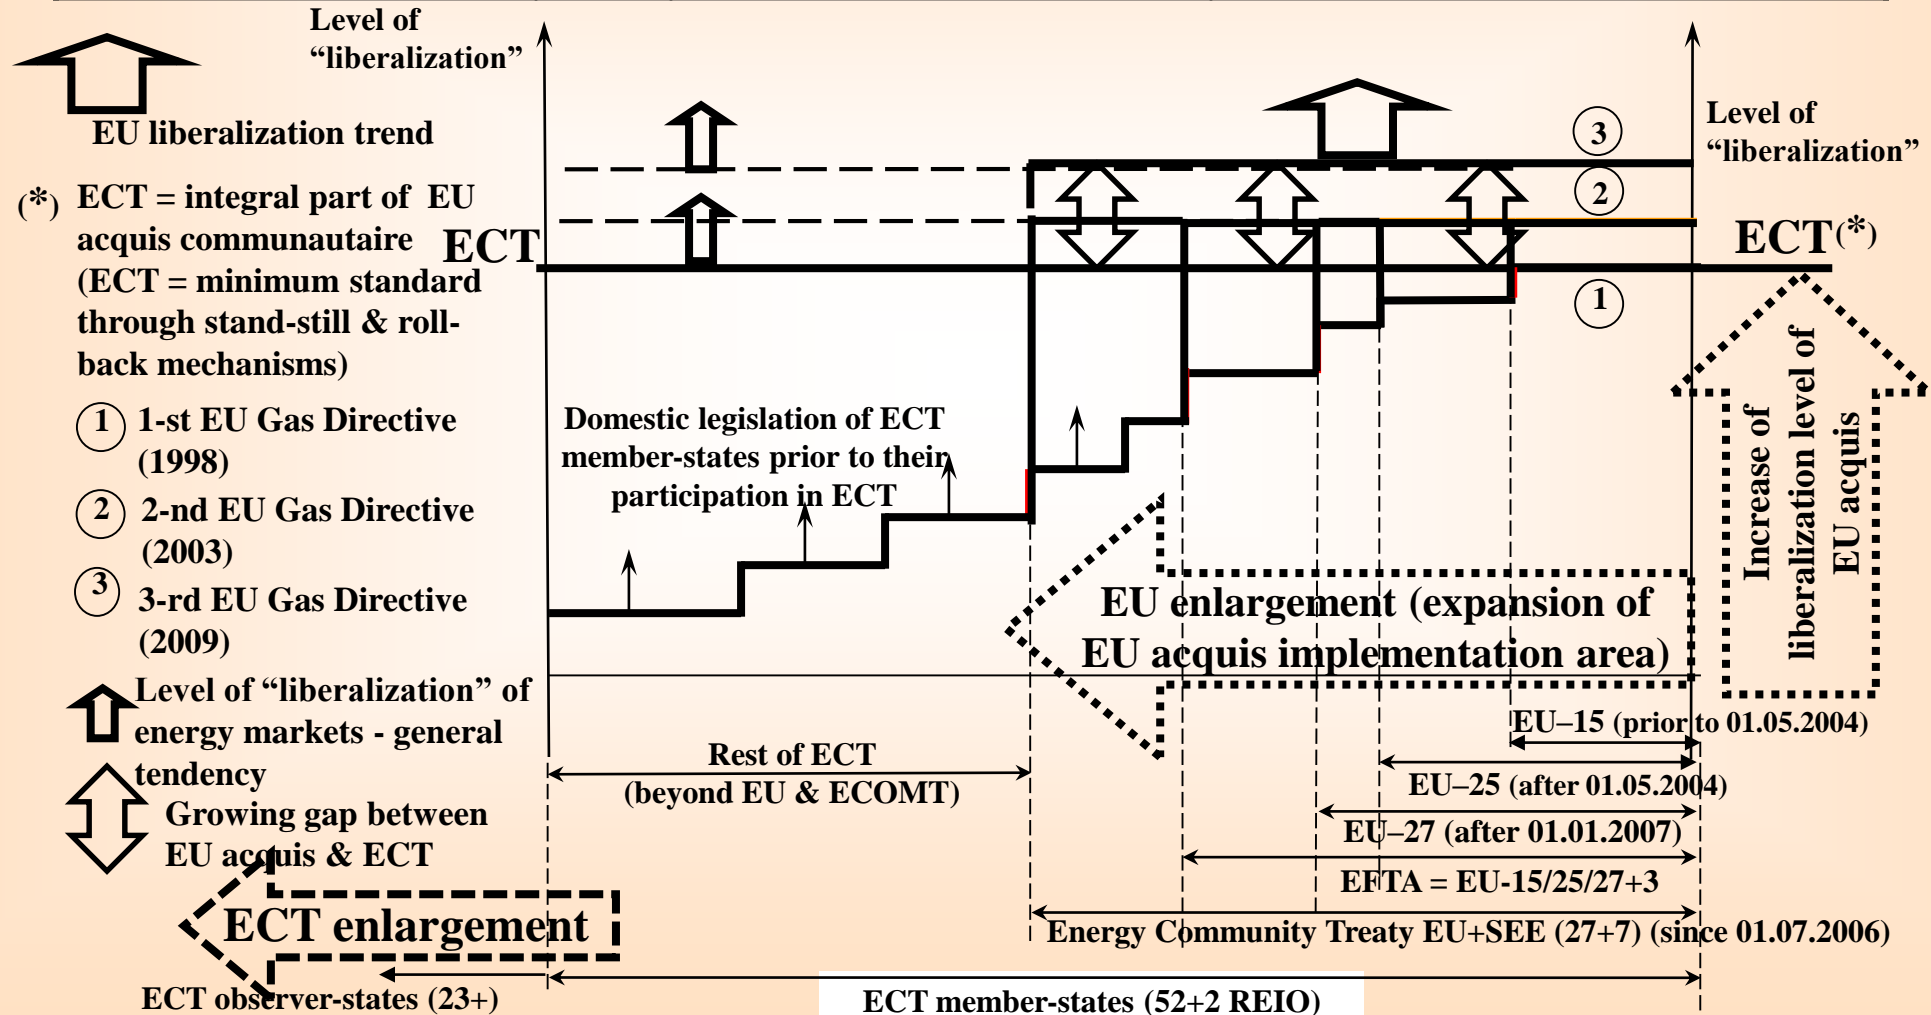 Level of
“liberalization”
EU liberalization trend
(*) ECT = integral part of EU
acquis communautaire
(ECT = minimum standard
through stand-still & roll-
back mechanisms)
1 1-st EU Gas Directive
(1998)
2 2-nd EU Gas Directive
(2003)
3 3-rd EU Gas Directive
(2009)
Level of “liberalization” of
energy markets - general
tendency
Growing gap between
EU acquis & ECT
ECT enlargement
ECT observer-states (23+)
ECT
Domestic legislation of ECT
member-states prior to their
participation in ECT
3
2
1
Level of
“liberalization”
ECT(*)
Increase of
liberalization level of
EU acquis
EU enlargement (expansion of
EU acquis implementation area)
EU–15 (prior to 01.05.2004)
Rest of ECT
(beyond EU & ECOMT)
EU–25 (after 01.05.2004)
EU–27 (after 01.01.2007)
EFTA = EU-15/25/27+3
Energy Community Treaty EU+SEE (27+7) (since 01.07.2006)
ECT member-states (52+2 REIO)